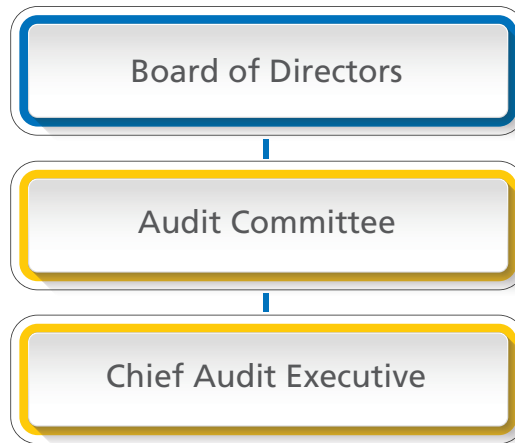 Board of Directors
Audit Committee
Chief Audit Executive